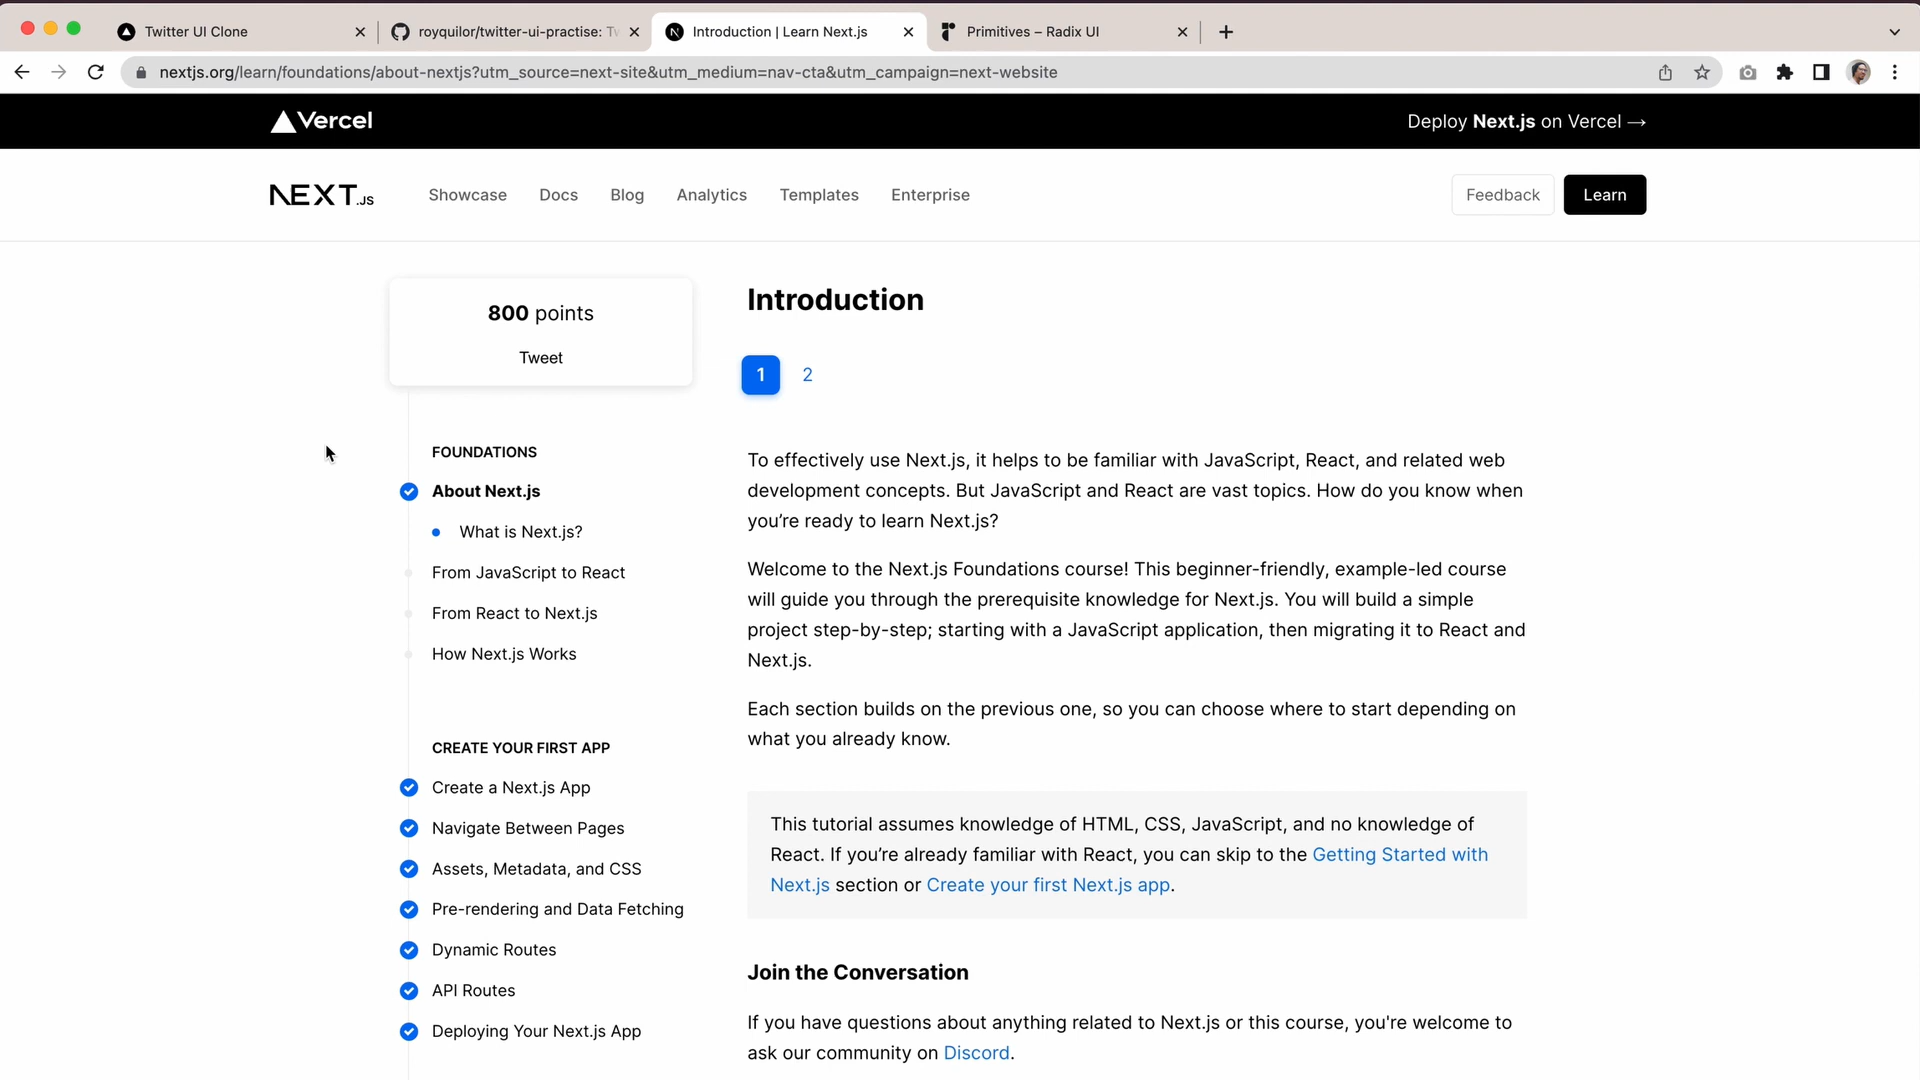 Twitter UI Clone
royquilor/twitter-ui-practise: Tw
Introduction | Learn Next.js
Primitives – Radix UI
nextjs.org/learn/foundations/about-nextjs?utm_source=next-site&utm_medium=nav-cta&utm_campaign=next-website
Vercel
Deploy Next.js on Vercel →
NEXT.JS
Showcase
Docs
Blog
Analytics
Templates
Enterprise
Feedback
Learn
800 points
Tweet
FOUNDATIONS
About Next.js
What is Next.js?
From JavaScript to React
From React to Next.js
How Next.js Works
CREATE YOUR FIRST APP
Create a Next.js App
Navigate Between Pages
Assets, Metadata, and CSS
Pre-rendering and Data Fetching
Dynamic Routes
API Routes
Deploying Your Next.js App
Introduction
1
2
To effectively use Next.js, it helps to be familiar with JavaScript, React, and related web
development concepts. But JavaScript and React are vast topics. How do you know when
you’re ready to learn Next.js?
Welcome to the Next.js Foundations course! This beginner-friendly, example-led course
will guide you through the prerequisite knowledge for Next.js. You will build a simple
project step-by-step; starting with a JavaScript application, then migrating it to React and
Next.js.
Each section builds on the previous one, so you can choose where to start depending on
what you already know.
This tutorial assumes knowledge of HTML, CSS, JavaScript, and no knowledge of
React. If you’re already familiar with React, you can skip to the Getting Started with
Next.js section or Create your first Next.js app.
Join the Conversation
If you have questions about anything related to Next.js or this course, you're welcome to
ask our community on Discord.